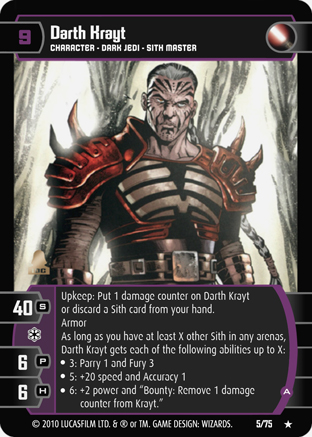 9
Darth Krayt
CHARACTER - DARK JEDI - SITH MASTER
40 S
Upkeep: Put 1 damage counter on Darth Krayt
or discard a Sith card from your hand.
Armor
As long as you have at least X other Sith in any arenas,
Darth Krayt gets each of the following abilities up to X:
6 P
• 3: Parry 1 and Fury 3
• 5: +20 speed and Accuracy 1
6 H
• 6: +2 power and "Bounty: Remove 1 damage
counter from Krayt."
A
© 2010 LUCASFILM LTD. & ® or TM. GAME DESIGN: WIZARDS. 5/75 ★